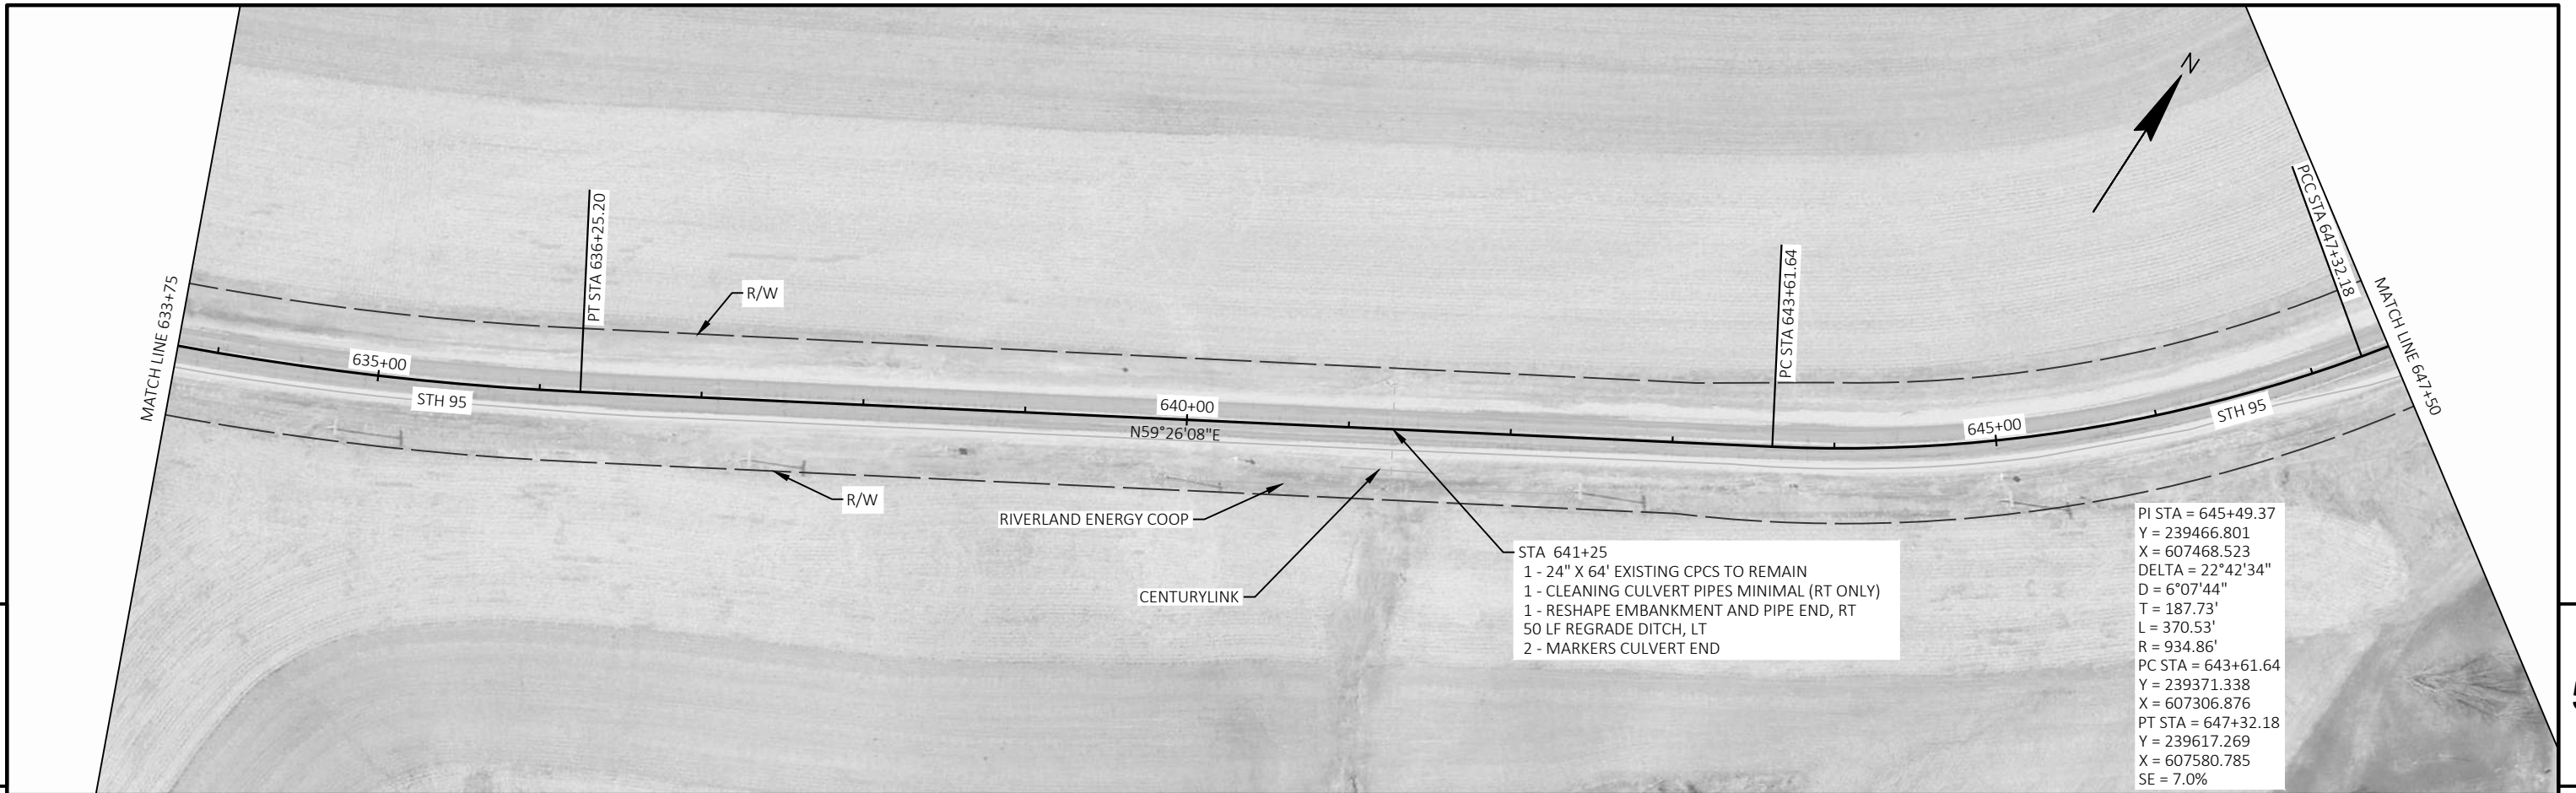 N
PCC STA 647+32.18
PT STA 636+25.20
PC STA 643+61.64
MATCH LINE 633+75
MATCH LINE 647+50
R/W
635+00
STH 95
640+00
N59°26'08"E
645+00
STH 95
R/W
RIVERLAND ENERGY COOP
CENTURYLINK
STA 641+25
1 - 24" X 64' EXISTING CPCS TO REMAIN
1 - CLEANING CULVERT PIPES MINIMAL (RT ONLY)
1 - RESHAPE EMBANKMENT AND PIPE END, RT
50 LF REGRADE DITCH, LT
2 - MARKERS CULVERT END
PI STA = 645+49.37
Y = 239466.801
X = 607468.523
DELTA = 22°42'34"
D = 6°07'44"
T = 187.73'
L = 370.53'
R = 934.86'
PC STA = 643+61.64
Y = 239371.338
X = 607306.876
PT STA = 647+32.18
Y = 239617.269
X = 607580.785
SE = 7.0%